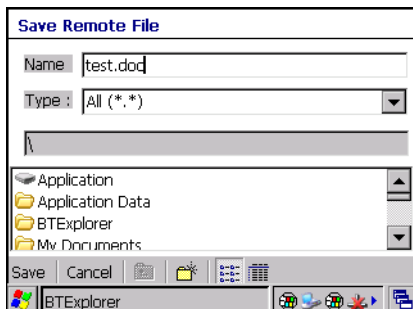 Save Remote File
Name test.doc
Type : All (*.*)
\
Application
Application Data
BTExplorer
My Documents
Save Cancel
BTExplorer